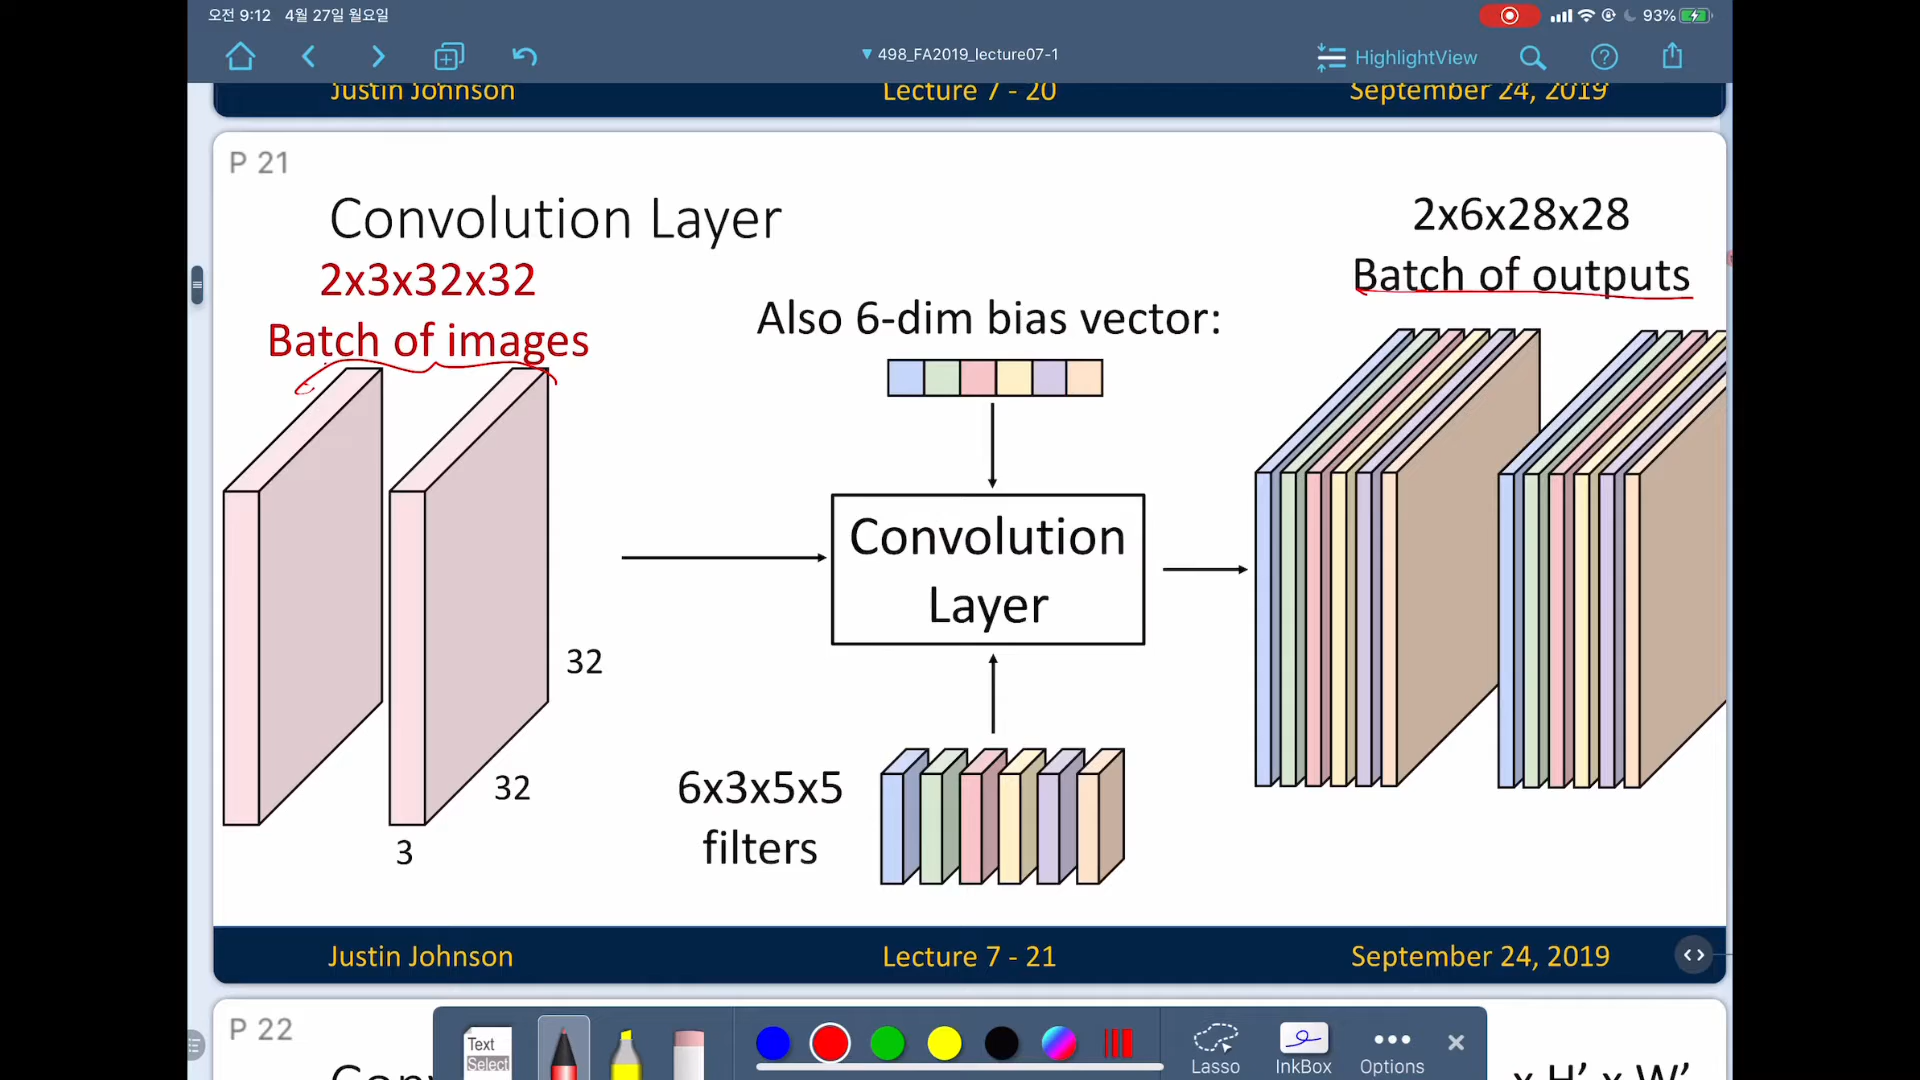 오전 9:12 4월 27일 월요일
93%
▼ 498_FA2019_lecture07-1
HighlightView
Justin Johnson
Lecture 7 - 20
September 24, 2019
P 21
Convolution Layer
2x3x32x32
Batch of images
Also 6-dim bias vector:
2x6x28x28
Batch of outputs
Convolution
Layer
32
32
3
6x3x5x5
filters
Justin Johnson
Lecture 7 - 21
September 24, 2019
P 22
Text
Select
Lasso
InkBox
Options
x H’ x W’